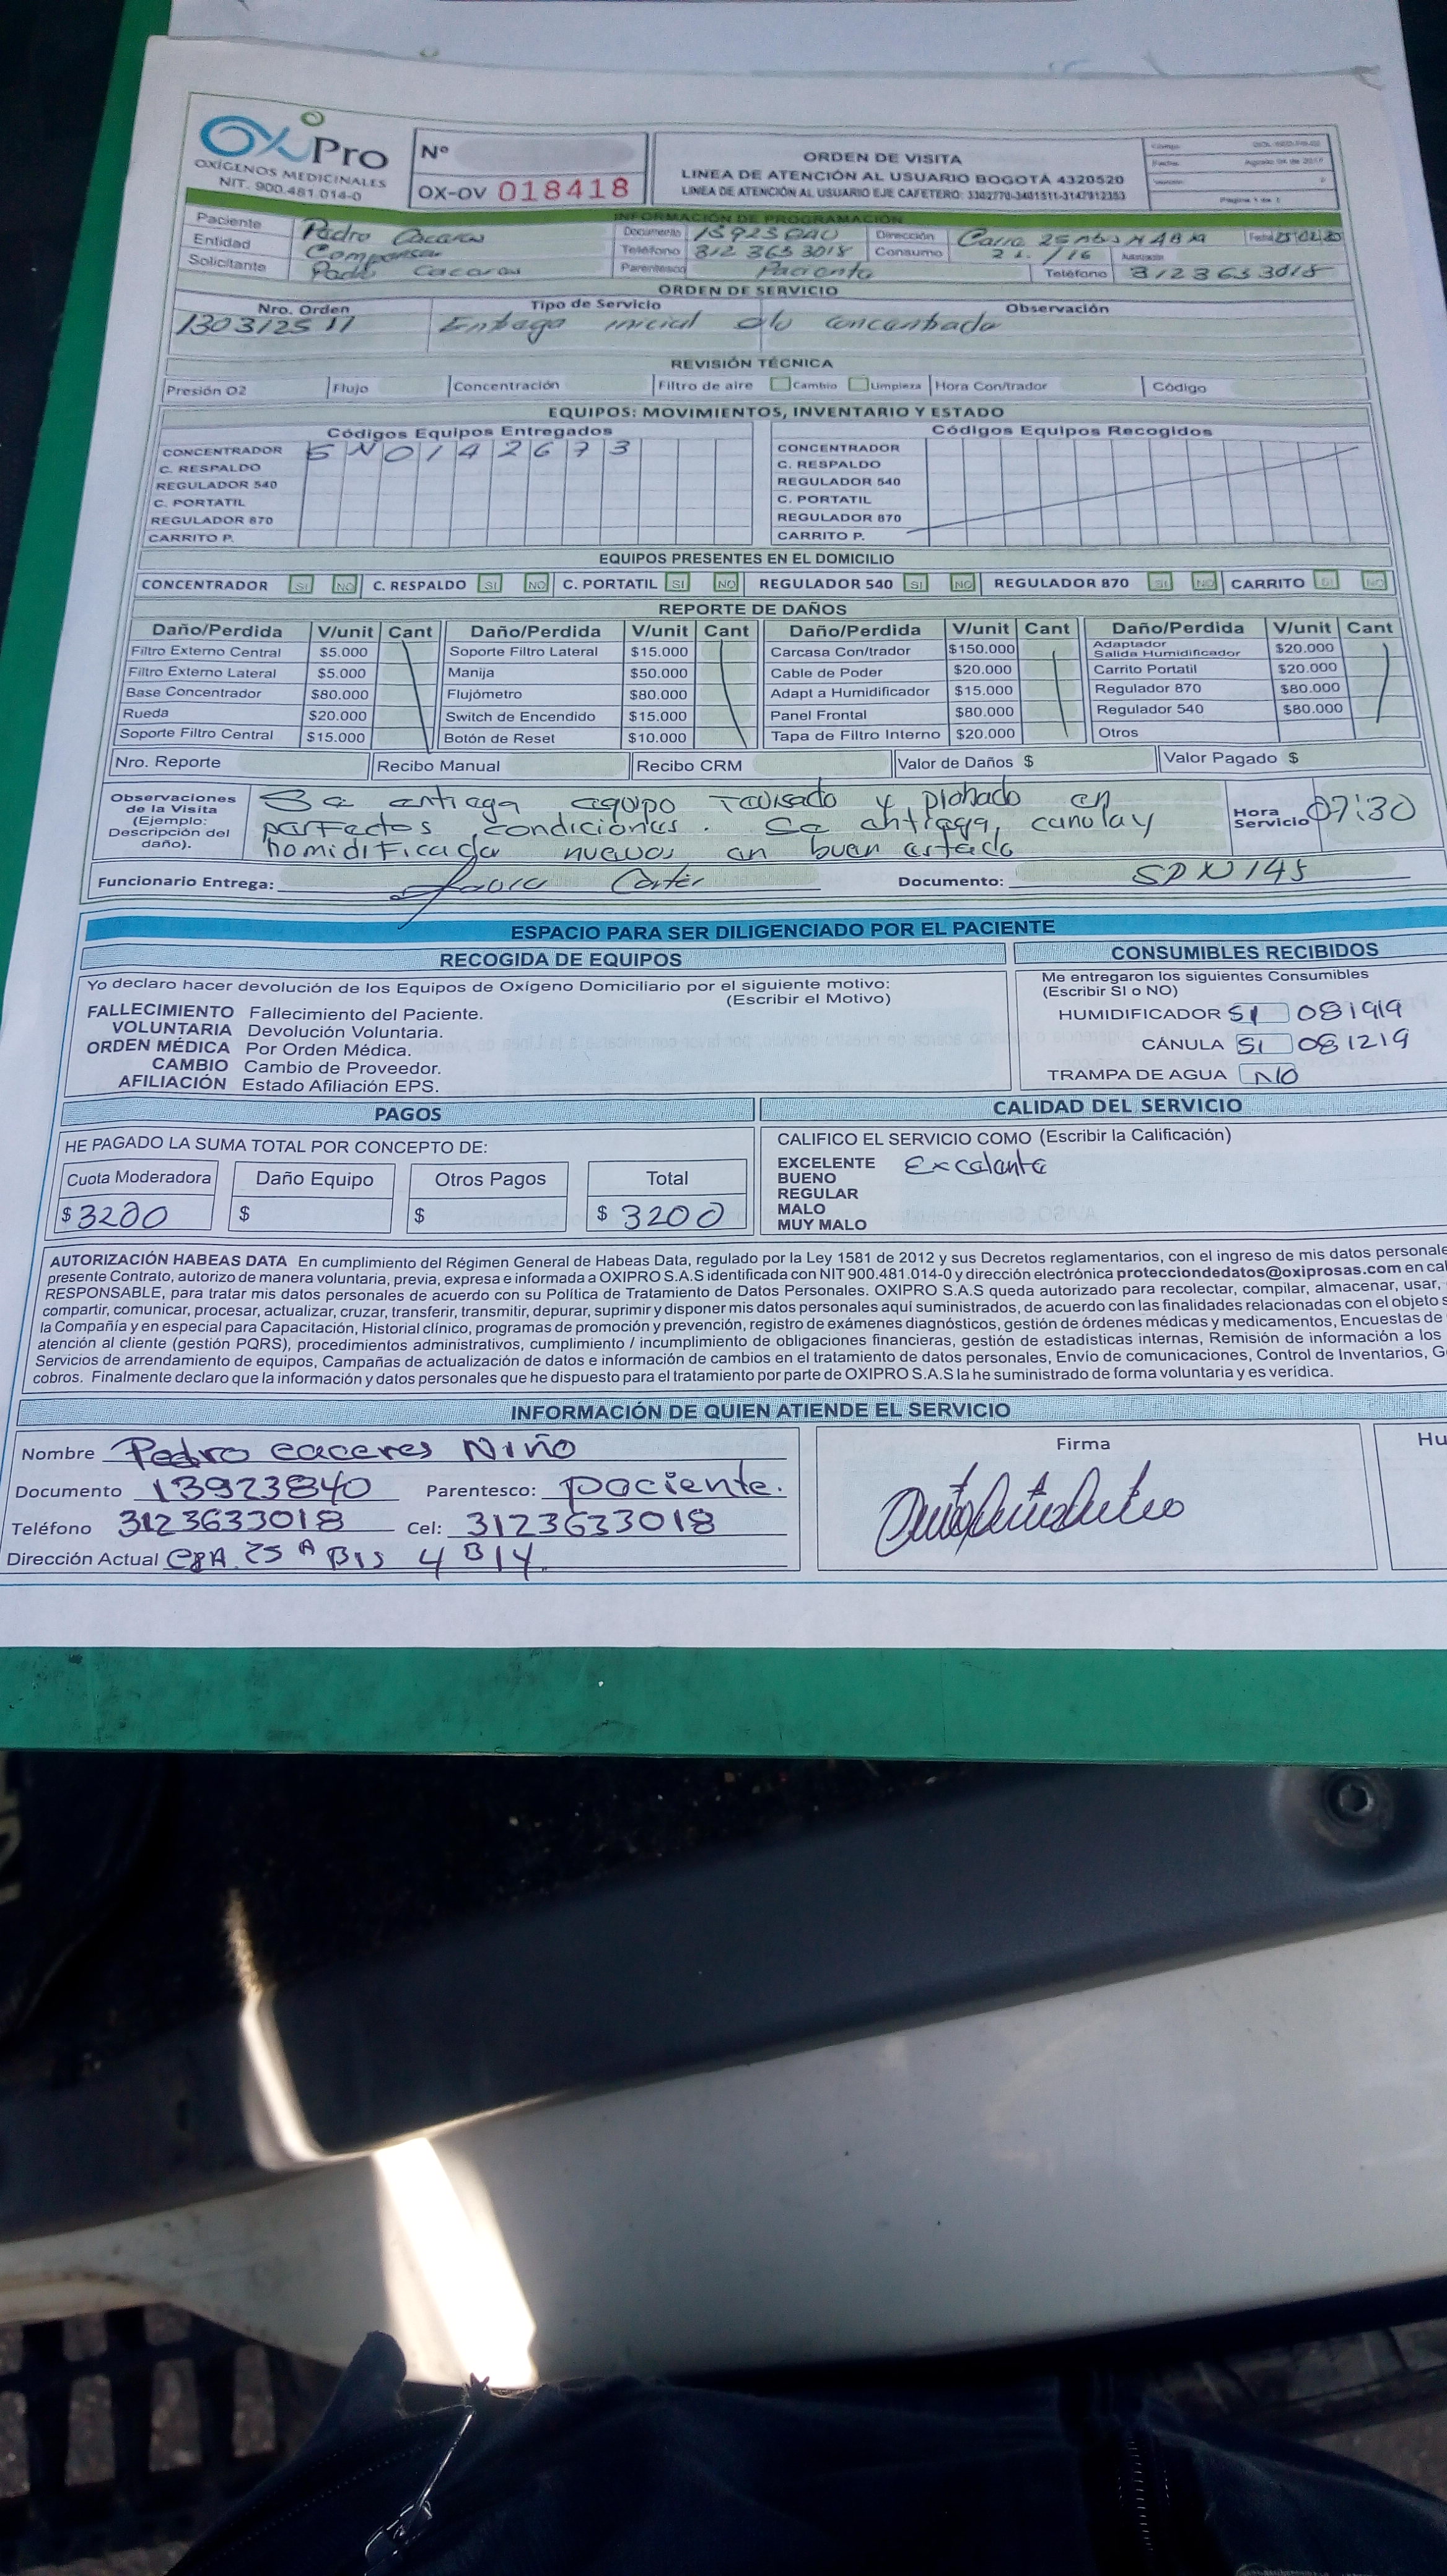 OxiPro
OXÍGENOS MEDICINALES
NIT. 900.481.014-0
Nº
OX-OV 018418
ORDEN DE VISITA
LINEA DE ATENCIÓN AL USUARIO BOGOTÁ 4320520
LINEA DE ATENCIÓN AL USUARIO EJE CAFETERO: 3302770-3401511-3147912353
Página 1 de 1
INFORMACIÓN DE PROGRAMACIÓN
Paciente Pedro Caceres Documento Dirección Fecha 25/02/20
Entidad Compensar Teléfono 312 363 3018 Consumo 2 L /16 Autorización
Solicitante Pedro Caceres Parentesco Paciente Teléfono 3123633018
ORDEN DE SERVICIO
Nro. Orden Tipo de Servicio Observación
Entrega inicial
REVISIÓN TÉCNICA
Presión O2 Flujo Concentración Filtro de aire Cambio Limpieza Hora Con/trador Código
EQUIPOS: MOVIMIENTOS, INVENTARIO Y ESTADO
Códigos Equipos Entregados Códigos Equipos Recogidos
CONCENTRADOR 5N0142673 CONCENTRADOR
C. RESPALDO C. RESPALDO
REGULADOR 540 REGULADOR 540
C. PORTATIL C. PORTATIL
REGULADOR 870 REGULADOR 870
CARRITO P. CARRITO P.
EQUIPOS PRESENTES EN EL DOMICILIO
CONCENTRADOR SI NO C. RESPALDO SI NO C. PORTATIL SI NO REGULADOR 540 SI NO REGULADOR 870 SI NO CARRITO SI NO
REPORTE DE DAÑOS
Daño/Perdida V/unit Cant Daño/Perdida V/unit Cant Daño/Perdida V/unit Cant Daño/Perdida V/unit Cant
Filtro Externo Central $5.000 Soporte Filtro Lateral $15.000 Carcasa Con/trador $150.000 Adaptador Salida Humidificador $20.000
Filtro Externo Lateral $5.000 Manija $50.000 Cable de Poder $20.000 Carrito Portatil $20.000
Base Concentrador $80.000 Flujómetro $80.000 Adapt a Humidificador $15.000 Regulador 870 $80.000
Rueda $20.000 Switch de Encendido $15.000 Panel Frontal $80.000 Regulador 540 $80.000
Soporte Filtro Central $15.000 Botón de Reset $10.000 Tapa de Filtro Interno $20.000 Otros
Nro. Reporte Recibo Manual Recibo CRM Valor de Daños $ Valor Pagado $
Observaciones
de la Visita
(Ejemplo:
Descripción del
daño).
Se entrega equipo revisado y probado en
perfectas condiciones. Se entrega canula y
homidificador nuevos en buen estado
Hora
Servicio 07:30
Funcionario Entrega: Documento: SPN145
ESPACIO PARA SER DILIGENCIADO POR EL PACIENTE
RECOGIDA DE EQUIPOS
Yo declaro hacer devolución de los Equipos de Oxígeno Domiciliario por el siguiente motivo:
(Escribir el Motivo)
FALLECIMIENTO Fallecimiento del Paciente.
VOLUNTARIA Devolución Voluntaria.
ORDEN MÉDICA Por Orden Médica.
CAMBIO Cambio de Proveedor.
AFILIACIÓN Estado Afiliación EPS.
CONSUMIBLES RECIBIDOS
Me entregaron los siguientes Consumibles
(Escribir SI o NO)
HUMIDIFICADOR SI 081919
CÁNULA SI 081219
TRAMPA DE AGUA NO
PAGOS
HE PAGADO LA SUMA TOTAL POR CONCEPTO DE:
Cuota Moderadora Daño Equipo Otros Pagos Total
$ 3200 $ $ $ 3200
CALIDAD DEL SERVICIO
CALIFICO EL SERVICIO COMO (Escribir la Calificación)
EXCELENTE Excelente
BUENO
REGULAR
MALO
MUY MALO
AUTORIZACIÓN HABEAS DATA En cumplimiento del Régimen General de Habeas Data, regulado por la Ley 1581 de 2012 y sus Decretos reglamentarios, con el ingreso de mis datos personale
presente Contrato, autorizo de manera voluntaria, previa, expresa e informada a OXIPRO S.A.S identificada con NIT 900.481.014-0 y dirección electrónica protecciondedatos@oxiprosas.com en cal
RESPONSABLE, para tratar mis datos personales de acuerdo con su Política de Tratamiento de Datos Personales. OXIPRO S.A.S queda autorizado para recolectar, compilar, almacenar, usar,
compartir, comunicar, procesar, actualizar, cruzar, transferir, transmitir, depurar, suprimir y disponer mis datos personales aquí suministrados, de acuerdo con las finalidades relacionadas con el objeto s
la Compañía y en especial para Capacitación, Historial clínico, programas de promoción y prevención, registro de exámenes diagnósticos, gestión de órdenes médicas y medicamentos, Encuestas de
atención al cliente (gestión PQRS), procedimientos administrativos, cumplimiento / incumplimiento de obligaciones financieras, gestión de estadísticas internas, Remisión de información a los
Servicios de arrendamiento de equipos, Campañas de actualización de datos e información de cambios en el tratamiento de datos personales, Envío de comunicaciones, Control de Inventarios, G
cobros. Finalmente declaro que la información y datos personales que he dispuesto para el tratamiento por parte de OXIPRO S.A.S la he suministrado de forma voluntaria y es verídica.
INFORMACIÓN DE QUIEN ATIENDE EL SERVICIO
Nombre Pedro caceres Niño
Documento 13923840 Parentesco: paciente.
Teléfono 3123633018 Cel: 3123633018
Dirección Actual CRA. 25 A Bis 4 B 14
Firma
Hu